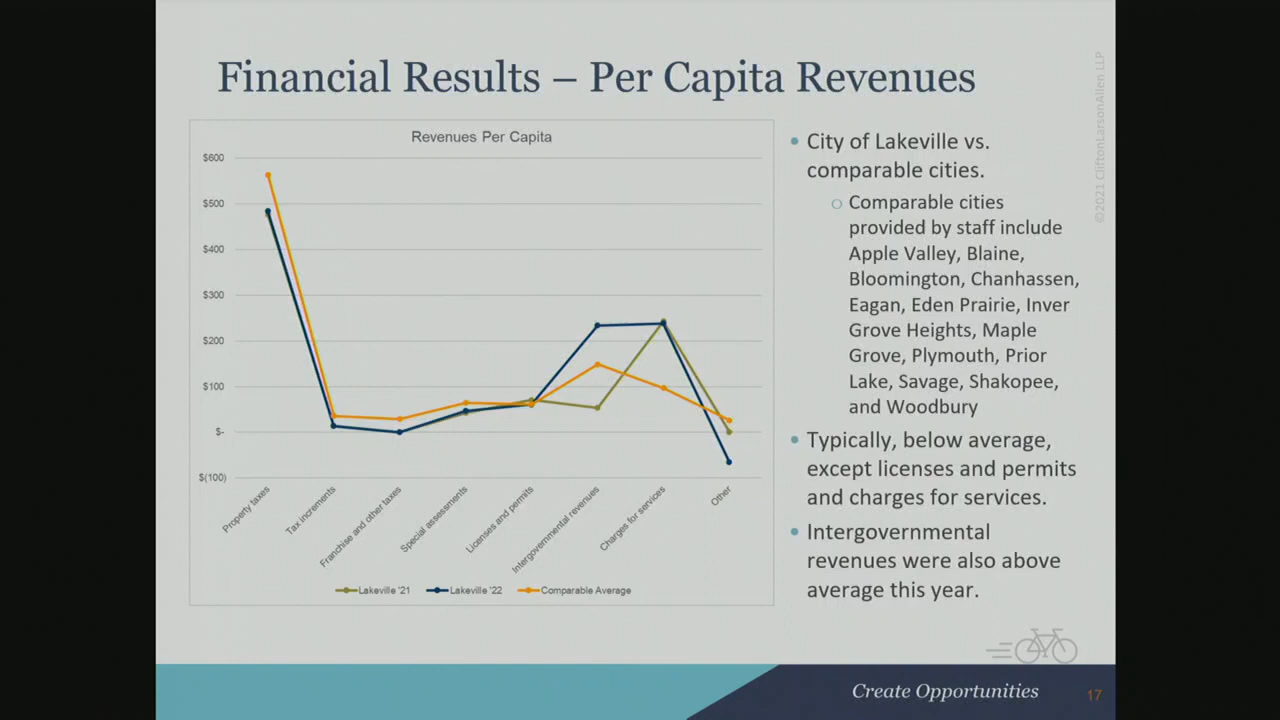 Financial Results – Per Capita Revenues
©2021 CliftonLarsonAllen LLP
Revenues Per Capita
$600
$500
$400
$300
$200
$100
$-
$(100)
Property taxes
Tax increments
Franchise and other taxes
Special assessments
Licenses and permits
Intergovernmental revenues
Charges for services
Other
Lakeville '21
Lakeville '22
Comparable Average
City of Lakeville vs.
comparable cities.
Comparable cities
provided by staff include
Apple Valley, Blaine,
Bloomington, Chanhassen,
Eagan, Eden Prairie, Inver
Grove Heights, Maple
Grove, Plymouth, Prior
Lake, Savage, Shakopee,
and Woodbury
Typically, below average,
except licenses and permits
and charges for services.
Intergovernmental
revenues were also above
average this year.
Create Opportunities
17